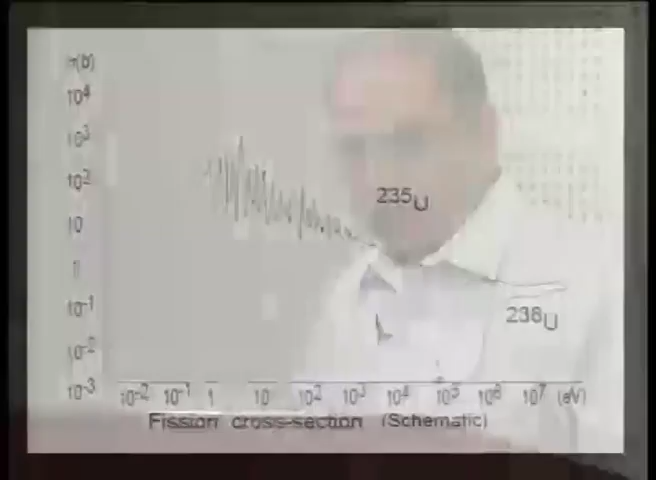 σ(b)
10⁴
10³
10²
10
1
10⁻¹
10⁻²
10⁻³
²³⁵U
²³⁸U
10⁻² 10⁻¹ 1 10 10² 10³ 10⁴ 10⁵ 10⁶ 10⁷ (eV)
Fission cross-section (Schematic)